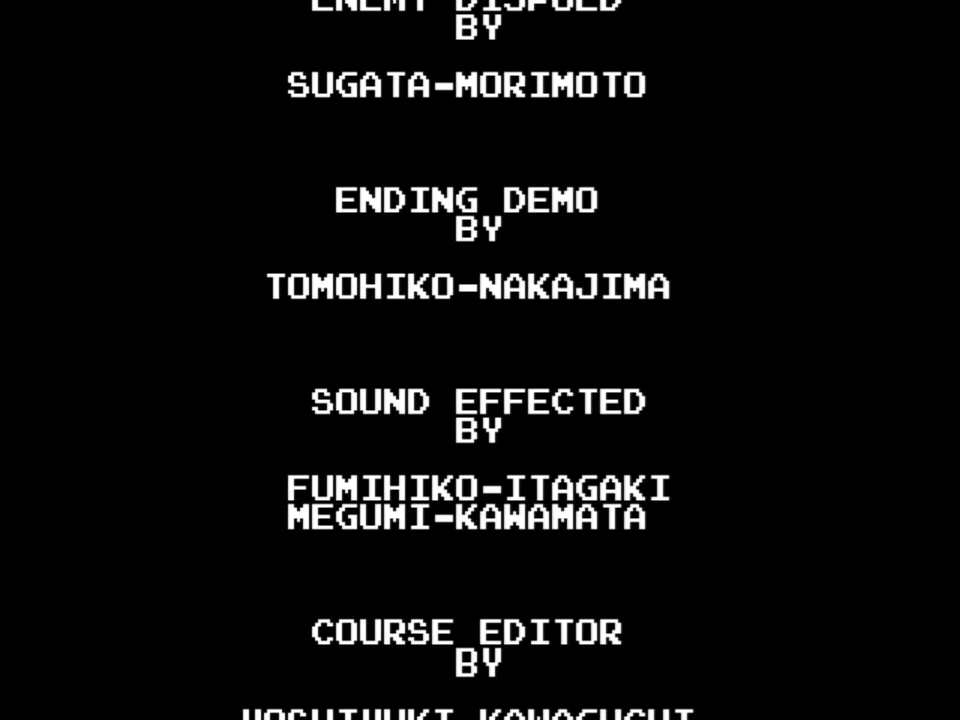 BY
SUGATA-MORIMOTO
ENDING DEMO
BY
TOMOHIKO-NAKAJIMA
SOUND EFFECTED
BY
FUMIHIKO-ITAGAKI
MEGUMI-KAWAMATA
COURSE EDITOR
BY